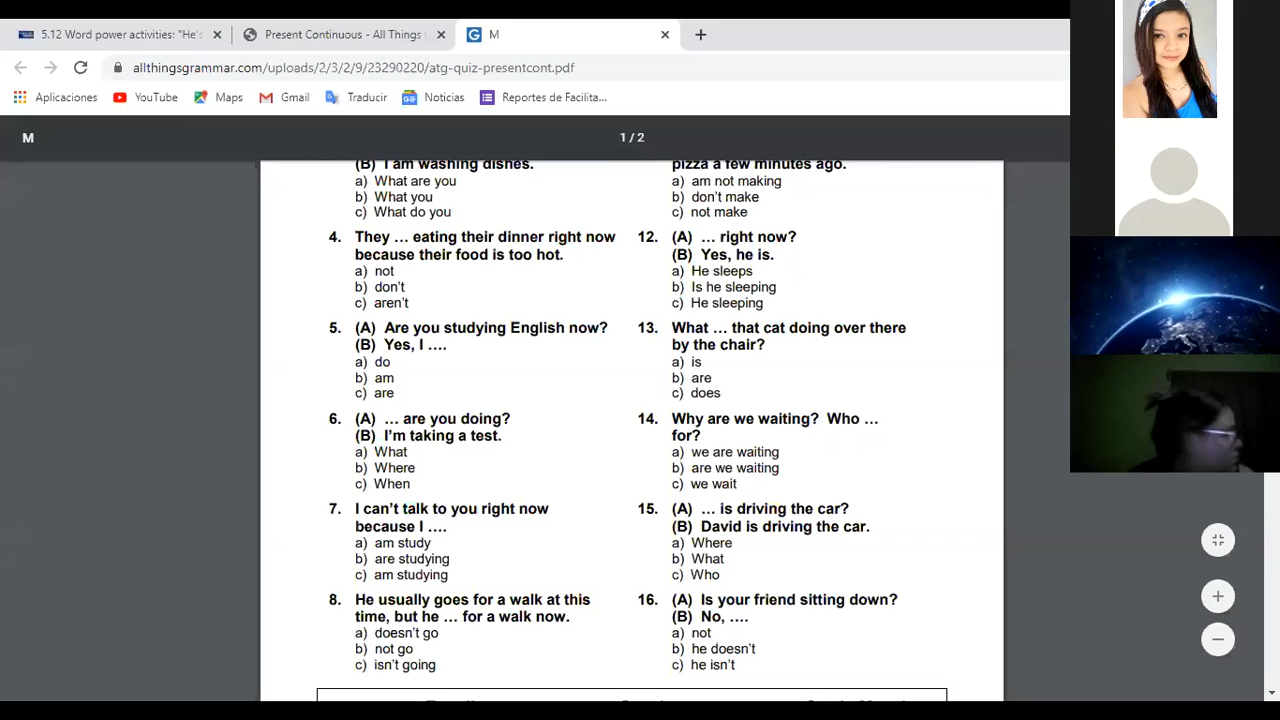 5.12 Word power activities: "He's
Present Continuous - All Things
M
allthingsgrammar.com/uploads/2/3/2/9/23290220/atg-quiz-presentcont.pdf
Aplicaciones
YouTube
Maps
Gmail
Traducir
Noticias
Reportes de Facilita...
M
1 / 2
(B) I am washing dishes.
a) What are you
b) What you
c) What do you
4. They … eating their dinner right now
because their food is too hot.
a) not
b) don't
c) aren't
5. (A) Are you studying English now?
(B) Yes, I ….
a) do
b) am
c) are
6. (A) … are you doing?
(B) I'm taking a test.
a) What
b) Where
c) When
7. I can't talk to you right now
because I ….
a) am study
b) are studying
c) am studying
8. He usually goes for a walk at this
time, but he … for a walk now.
a) doesn't go
b) not go
c) isn't going
pizza a few minutes ago.
a) am not making
b) don't make
c) not make
12. (A) … right now?
(B) Yes, he is.
a) He sleeps
b) Is he sleeping
c) He sleeping
13. What … that cat doing over there
by the chair?
a) is
b) are
c) does
14. Why are we waiting? Who …
for?
a) we are waiting
b) are we waiting
c) we wait
15. (A) … is driving the car?
(B) David is driving the car.
a) Where
b) What
c) Who
16. (A) Is your friend sitting down?
(B) No, ….
a) not
b) he doesn't
c) he isn't